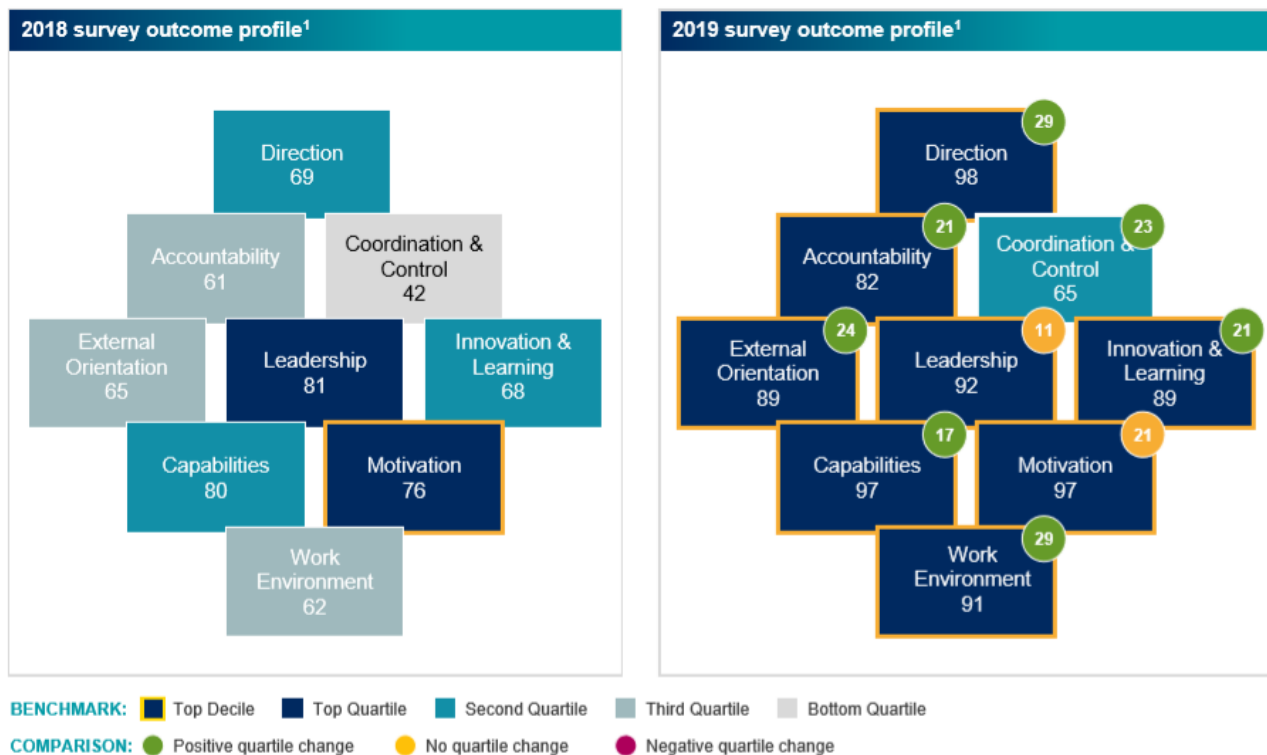 2018 survey outcome profile¹
Direction
69
Accountability
61
Coordination &
Control
42
External
Orientation
65
Leadership
81
Innovation &
Learning
68
Capabilities
80
Motivation
76
Work
Environment
62
2019 survey outcome profile¹
29
Direction
98
21
Accountability
82
23
Coordination &
Control
65
24
External
Orientation
89
11
Leadership
92
21
Innovation &
Learning
89
17
Capabilities
97
21
Motivation
97
29
Work
Environment
91
BENCHMARK: Top Decile Top Quartile Second Quartile Third Quartile Bottom Quartile
COMPARISON: Positive quartile change No quartile change Negative quartile change